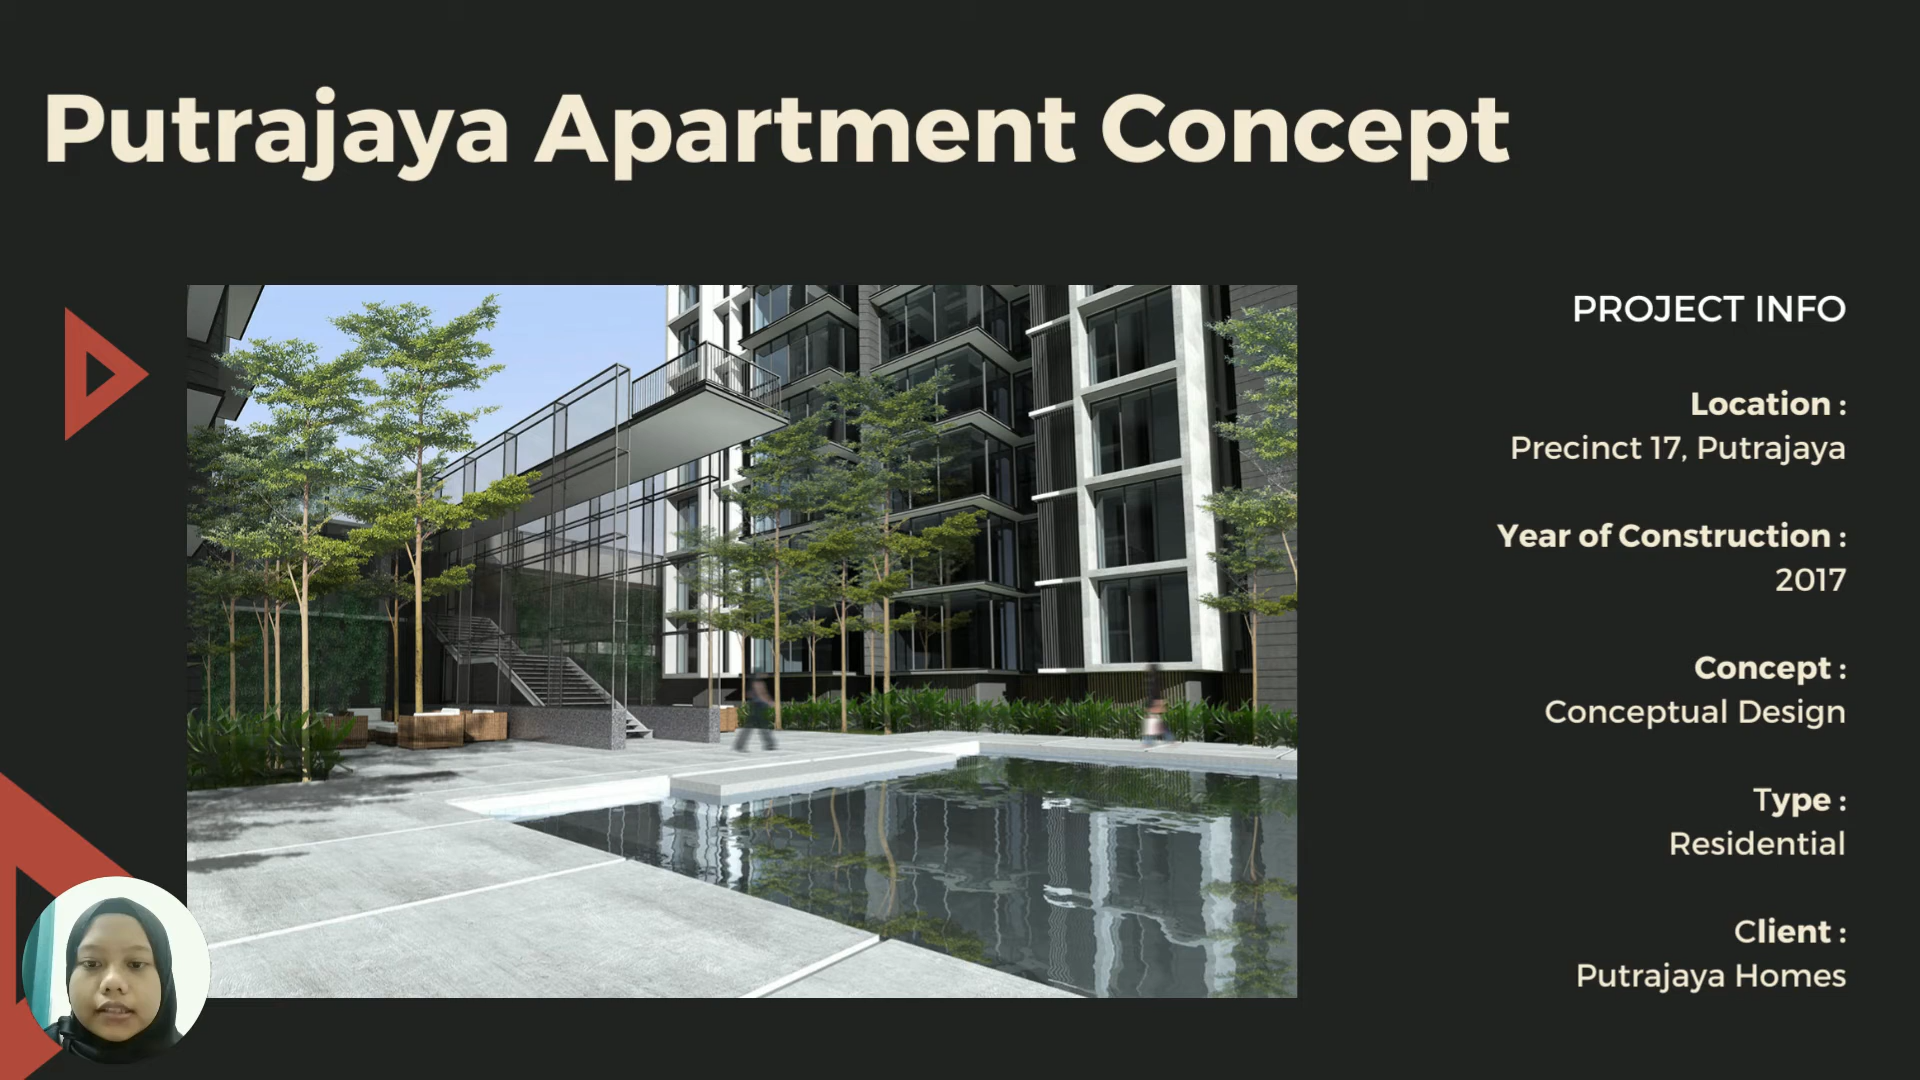 Putrajaya Apartment Concept
PROJECT INFO
Location :
Precinct 17, Putrajaya
Year of Construction :
2017
Concept :
Conceptual Design
Type :
Residential
Client :
Putrajaya Homes